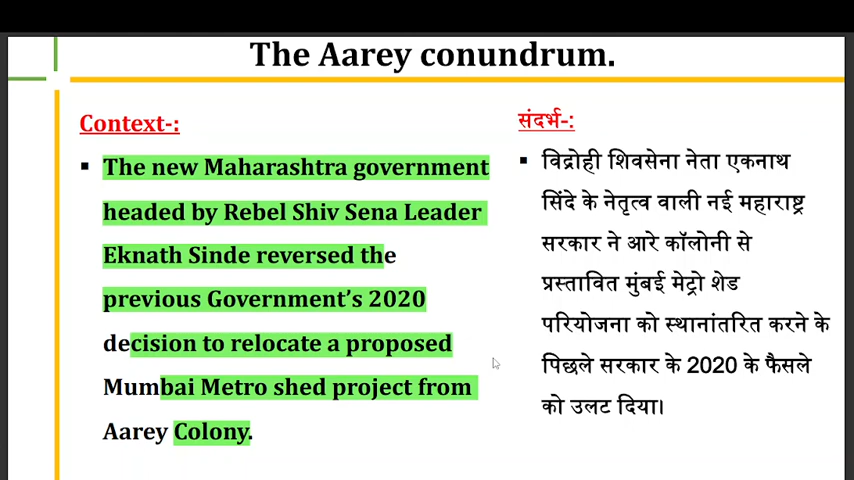 The Aarey conundrum.
Context-:
▪ The new Maharashtra government
headed by Rebel Shiv Sena Leader
Eknath Sinde reversed the
previous Government's 2020
decision to relocate a proposed
Mumbai Metro shed project from
Aarey Colony.
संदर्भ-:
▪ विद्रोही शिवसेना नेता एकनाथ
सिंदे के नेतृत्व वाली नई महाराष्ट्र
सरकार ने आरे कॉलोनी से
प्रस्तावित मुंबई मेट्रो शेड
परियोजना को स्थानांतरित करने के
पिछले सरकार के 2020 के फैसले
को उलट दिया।